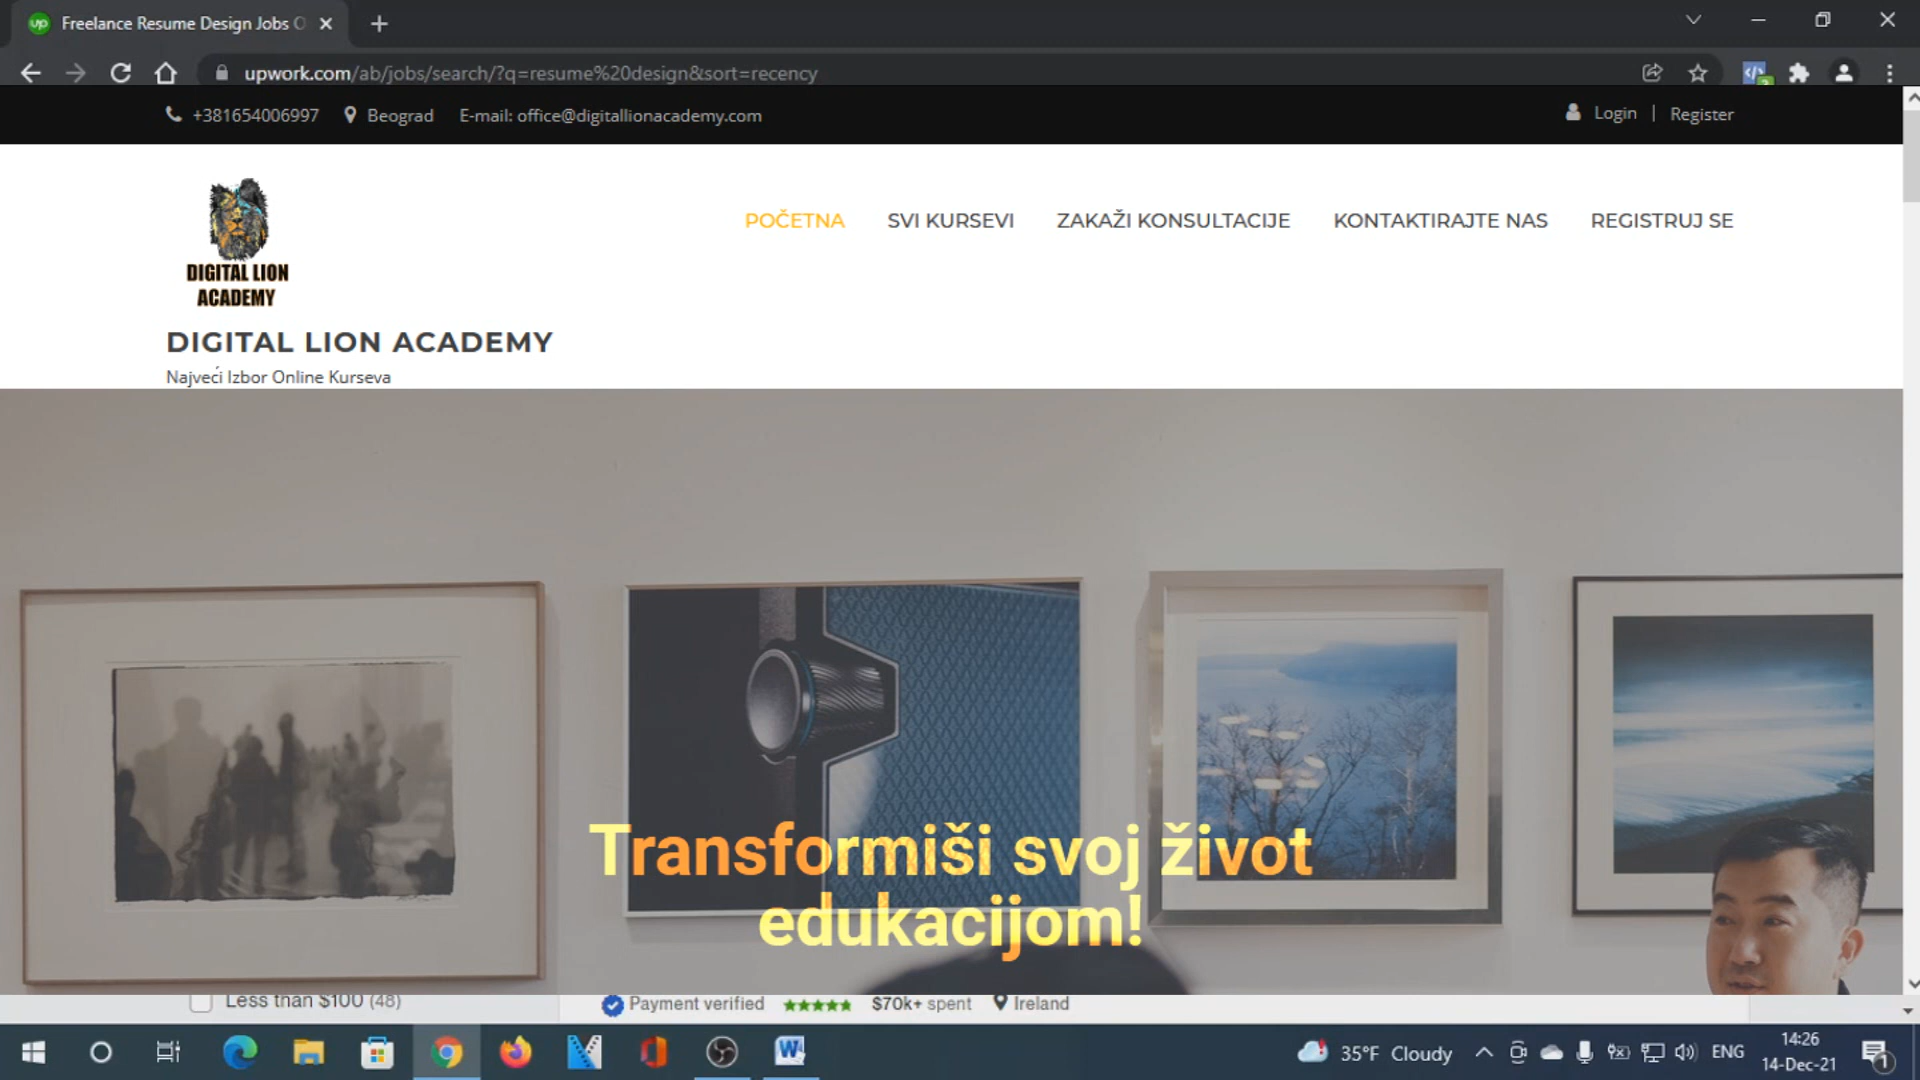 Freelance Resume Design Jobs O
upwork.com/ab/jobs/search/?q=resume%20design&sort=recency
+381654006997 Beograd E-mail: office@digitallionacademy.com
Login | Register
DIGITAL LION
ACADEMY
POČETNA SVI KURSEVI ZAKAŽI KONSULTACIJE KONTAKTIRAJTE NAS REGISTRUJ SE
DIGITAL LION ACADEMY
Najveći Izbor Online Kurseva
Transformiši svoj život
edukacijom!
Less than $100 (48)
Payment verified $70k+ spent Ireland
35°F Cloudy ENG
14:26
14-Dec-21
1